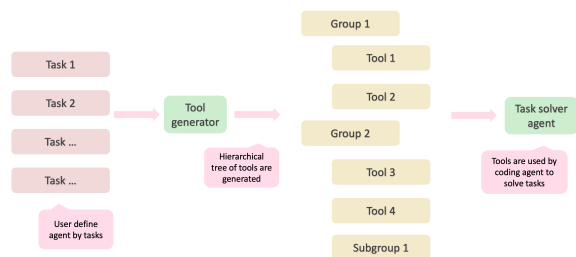 Task 1
Task 2
Task ...
Task ...
User define
agent by tasks
Tool
generator
Hierarchical
tree of tools are
generated
Group 1
Tool 1
Tool 2
Group 2
Tool 3
Tool 4
Subgroup 1
Task solver
agent
Tools are used by
coding agent to
solve tasks